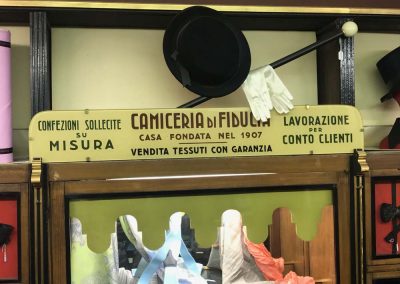 CONFEZIONI SOLLECITE
SU
MISURA
CAMICERIA DI FIDUCIA
CASA FONDATA NEL 1907
VENDITA TESSUTI CON GARANZIA
LAVORAZIONE
PER
CONTO CLIENTI